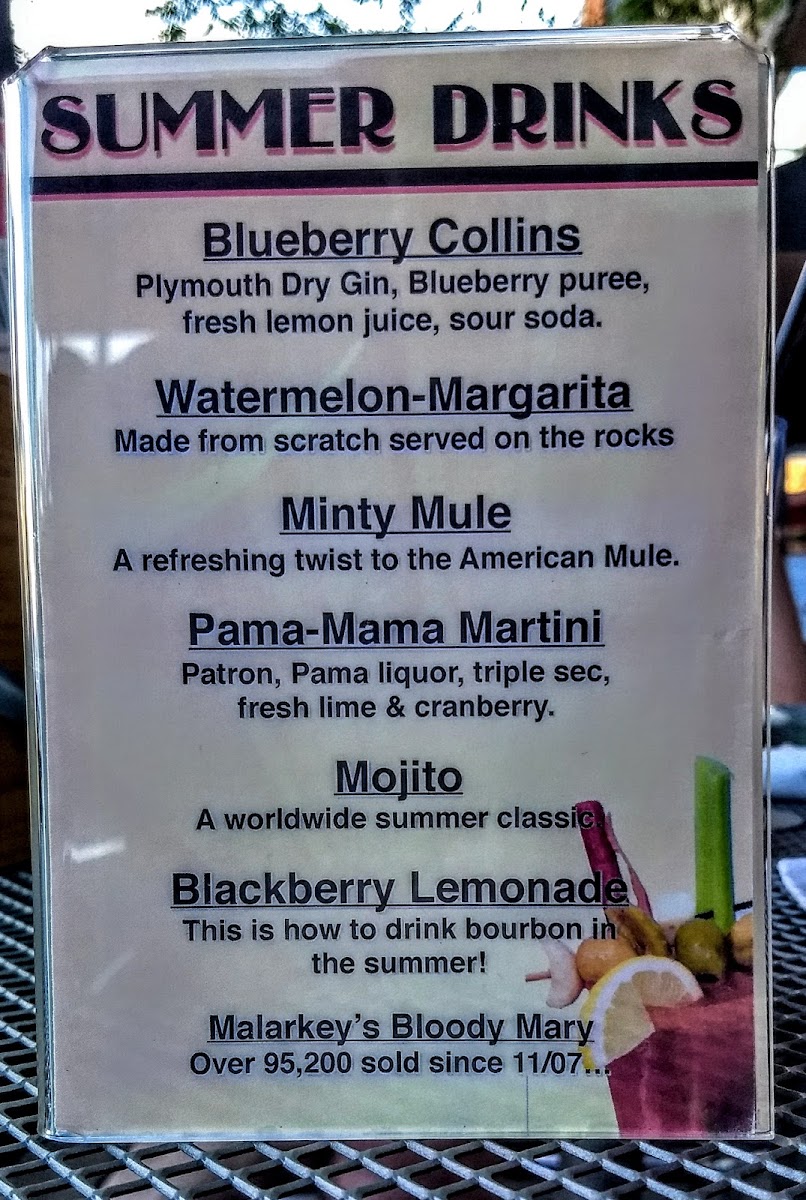 SUMMER DRINKS
Blueberry Collins
Plymouth Dry Gin, Blueberry puree,
fresh lemon juice, sour soda.
Watermelon-Margarita
Made from scratch served on the rocks
Minty Mule
A refreshing twist to the American Mule.
Pama-Mama Martini
Patron, Pama liquor, triple sec,
fresh lime & cranberry.
Mojito
A worldwide summer classic.
Blackberry Lemonade
This is how to drink bourbon in
the summer!
Malarkey's Bloody Mary
Over 95,200 sold since 11/07...